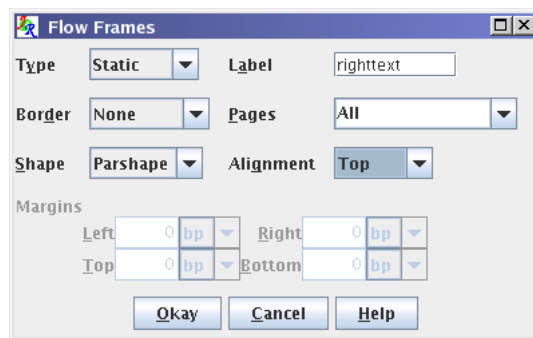 Flow Frames
Type Static Label righttext
Border None Pages All
Shape Parshape Alignment Top
Margins
Left 0 bp Right 0 bp
Top 0 bp Bottom 0 bp
Okay Cancel Help